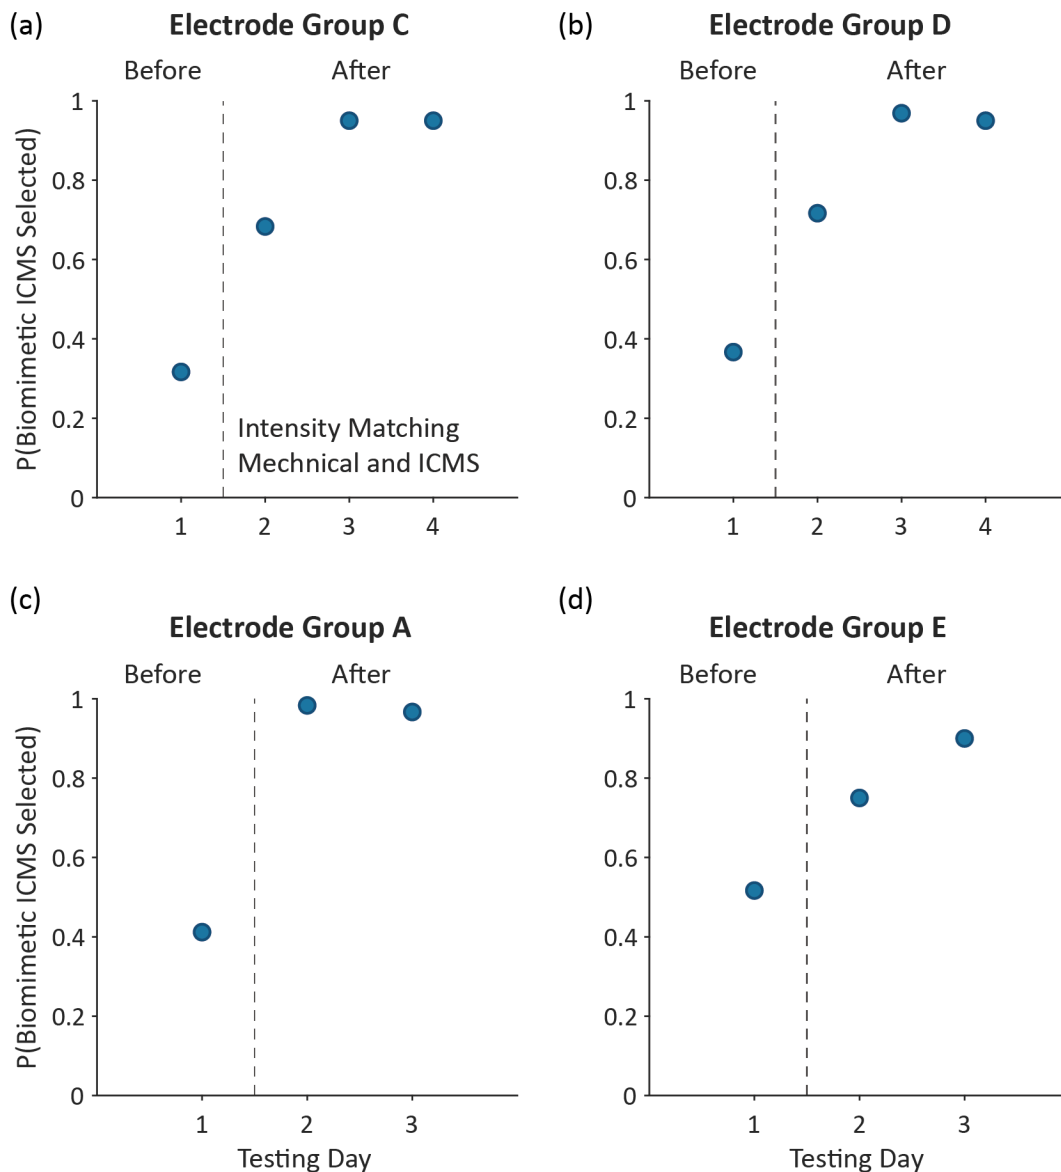 (a)
Electrode Group C
Before
After
P(Biomimetic ICMS Selected)
1
0.8
0.6
0.4
0.2
0
Intensity Matching
Mechnical and ICMS
1 2 3 4
(b)
Electrode Group D
Before
After
1
0.8
0.6
0.4
0.2
0
1 2 3 4
(c)
Electrode Group A
Before
After
P(Biomimetic ICMS Selected)
1
0.8
0.6
0.4
0.2
0
1 2 3
Testing Day
(d)
Electrode Group E
Before
After
1
0.8
0.6
0.4
0.2
0
1 2 3
Testing Day